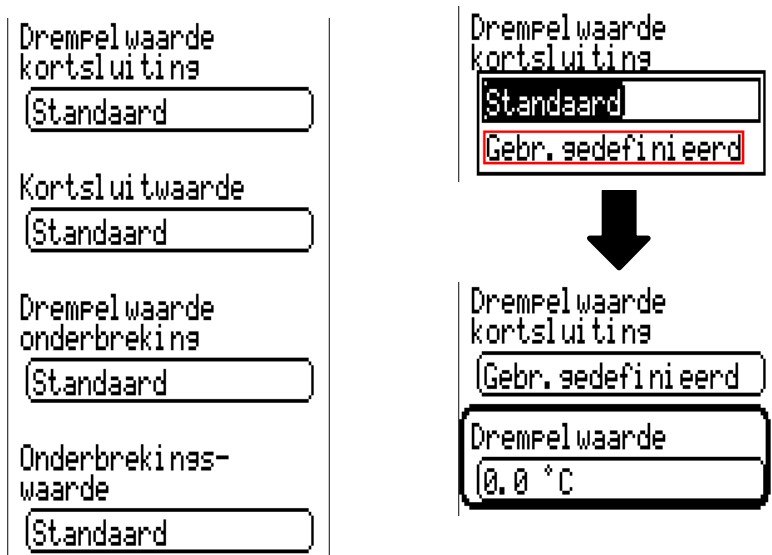 Drempelwaarde
kortsluiting
Standaard
Kortsluitwaarde
Standaard
Drempelwaarde
onderbreking
Standaard
Onderbrekings-
waarde
Standaard
Drempelwaarde
kortsluiting
Standaard
Gebr.gedefinieerd
Drempelwaarde
kortsluiting
Gebr.gedefinieerd
Drempelwaarde
0.0 °C